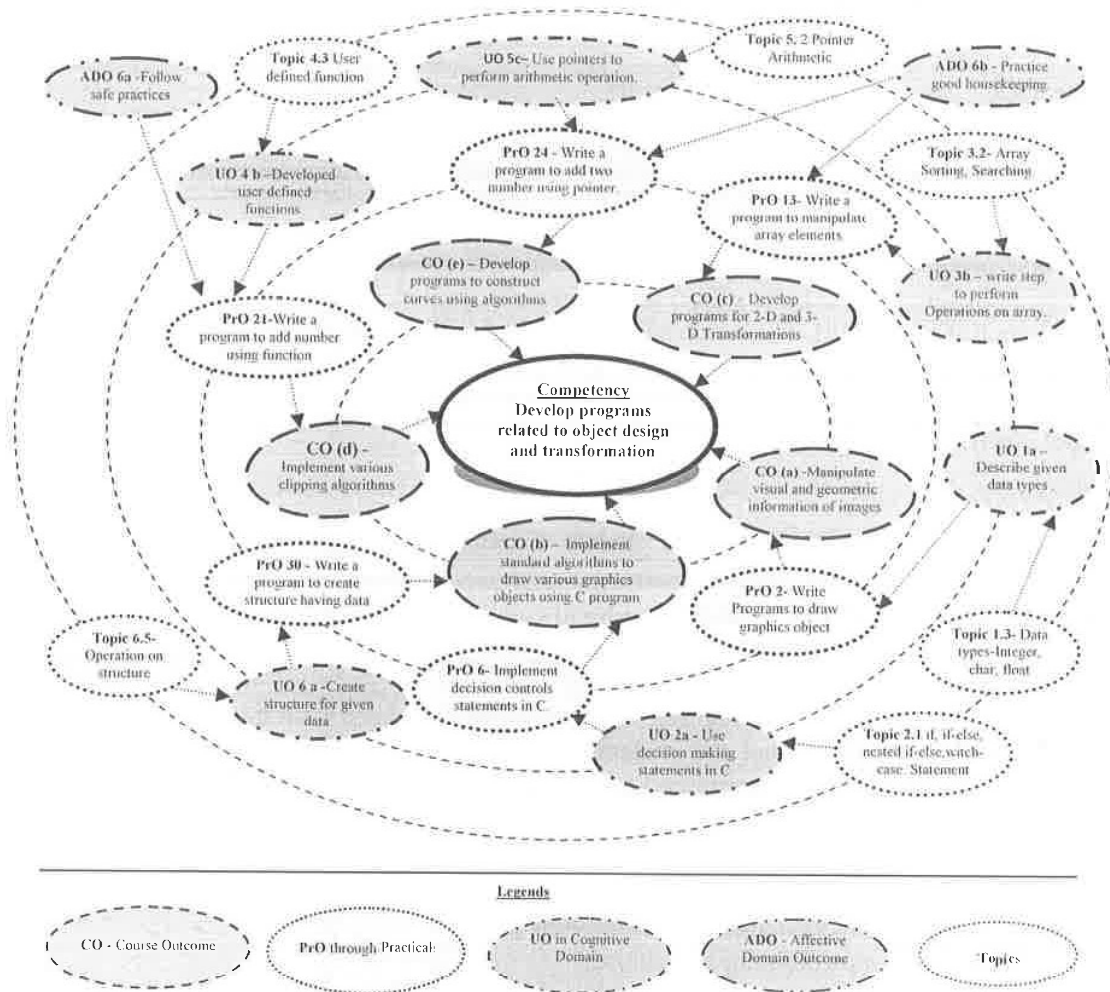 Topic 4.3 User
defined function
UO 5c– Use pointers to
perform arithmetic operation.
Topic 5. 2 Pointer
Arithmetic
ADO 6a -Follow
safe practices
ADO 6b - Practice
good housekeeping
PrO 24 - Write a
program to add two
number using pointer.
Topic 3.2- Array
Sorting, Searching
UO 4 b –Developed
user defined
functions
PrO 13- Write a
program to manipulate
array elements
CO (e) – Develop
programs to construct
curves using algorithms
CO (c) – Develop
programs for 2-D and 3-
D Transformations
UO 3b – write step
to perform
Operations on array.
PrO 21-Write a
program to add number
using function
Competency
Develop programs
related to object design
and transformation
CO (d) -
Implement various
clipping algorithms
CO (a) -Manipulate
visual and geometric
information of images
UO 1a –
Describe given
data types
CO (b) – Implement
standard algorithms to
draw various graphics
objects using C program
PrO 30 - Write a
program to create
structure having data
PrO 2- Write
Programs to draw
graphics object
Topic 6.5-
Operation on
structure
Topic 1.3- Data
types-Integer,
char, float
UO 6 a -Create
structure for given
data
PrO 6- Implement
decision controls
statements in C.
UO 2a - Use
decision making
statements in C
Topic 2.1 if, if-else,
nested if-else,witch-
case. Statement
Legends
CO - Course Outcome
PrO through Practical
UO in Cognitive
Domain
ADO - Affective
Domain Outcome
Topics